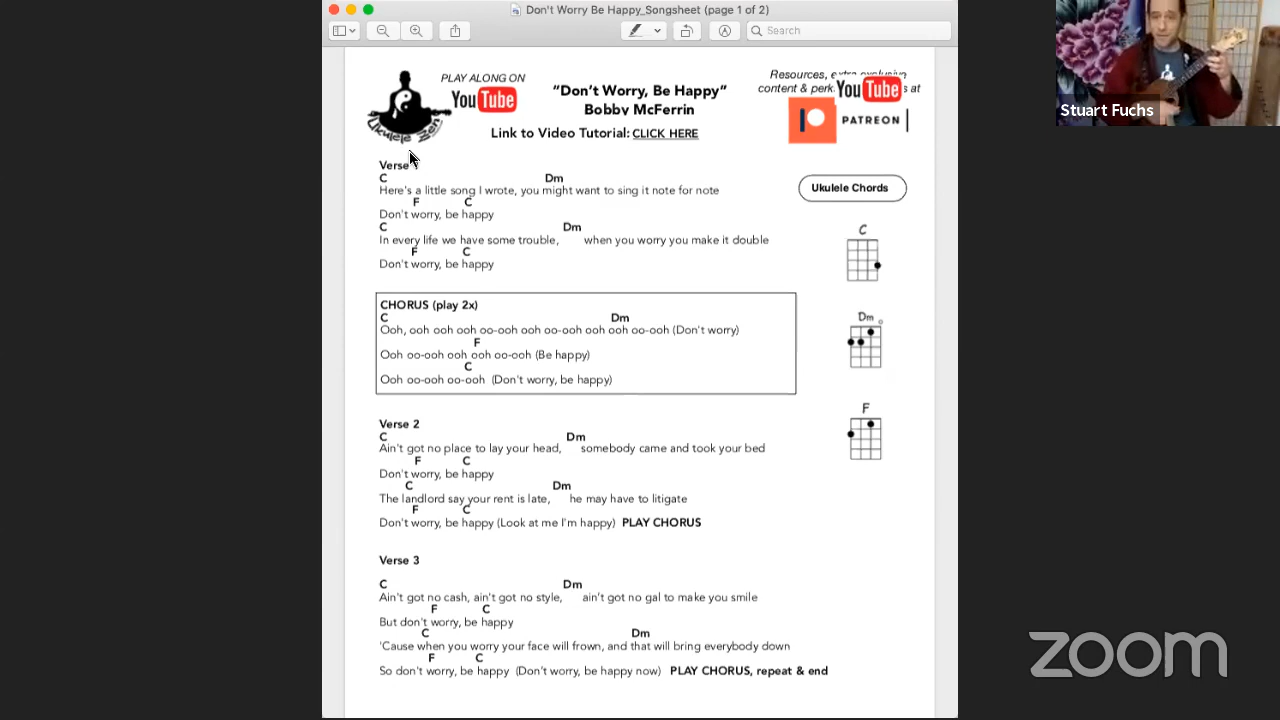 Don't Worry Be Happy_Songsheet (page 1 of 2)
Search
Stuart Fuchs
PLAY ALONG ON
YouTube
Ukulele Zen
"Don't Worry, Be Happy"
Bobby McFerrin
Link to Video Tutorial: CLICK HERE
Resources, extra exclusive
content & perk
s at
YouTube
PATREON
Verse
C Dm
Here's a little song I wrote, you might want to sing it note for note
F C
Don't worry, be happy
C Dm
In every life we have some trouble, when you worry you make it double
F C
Don't worry, be happy
CHORUS (play 2x)
C Dm
Ooh, ooh ooh ooh oo-ooh ooh oo-ooh ooh ooh oo-ooh (Don't worry)
F
Ooh oo-ooh ooh ooh oo-ooh (Be happy)
C
Ooh oo-ooh oo-ooh (Don't worry, be happy)
Verse 2
C Dm
Ain't got no place to lay your head, somebody came and took your bed
F C
Don't worry, be happy
C Dm
The landlord say your rent is late, he may have to litigate
F C
Don't worry, be happy (Look at me I'm happy) PLAY CHORUS
Verse 3
C Dm
Ain't got no cash, ain't got no style, ain't got no gal to make you smile
F C
But don't worry, be happy
C Dm
'Cause when you worry your face will frown, and that will bring everybody down
F C
So don't worry, be happy (Don't worry, be happy now) PLAY CHORUS, repeat & end
Ukulele Chords
C
Dm
F
zoom